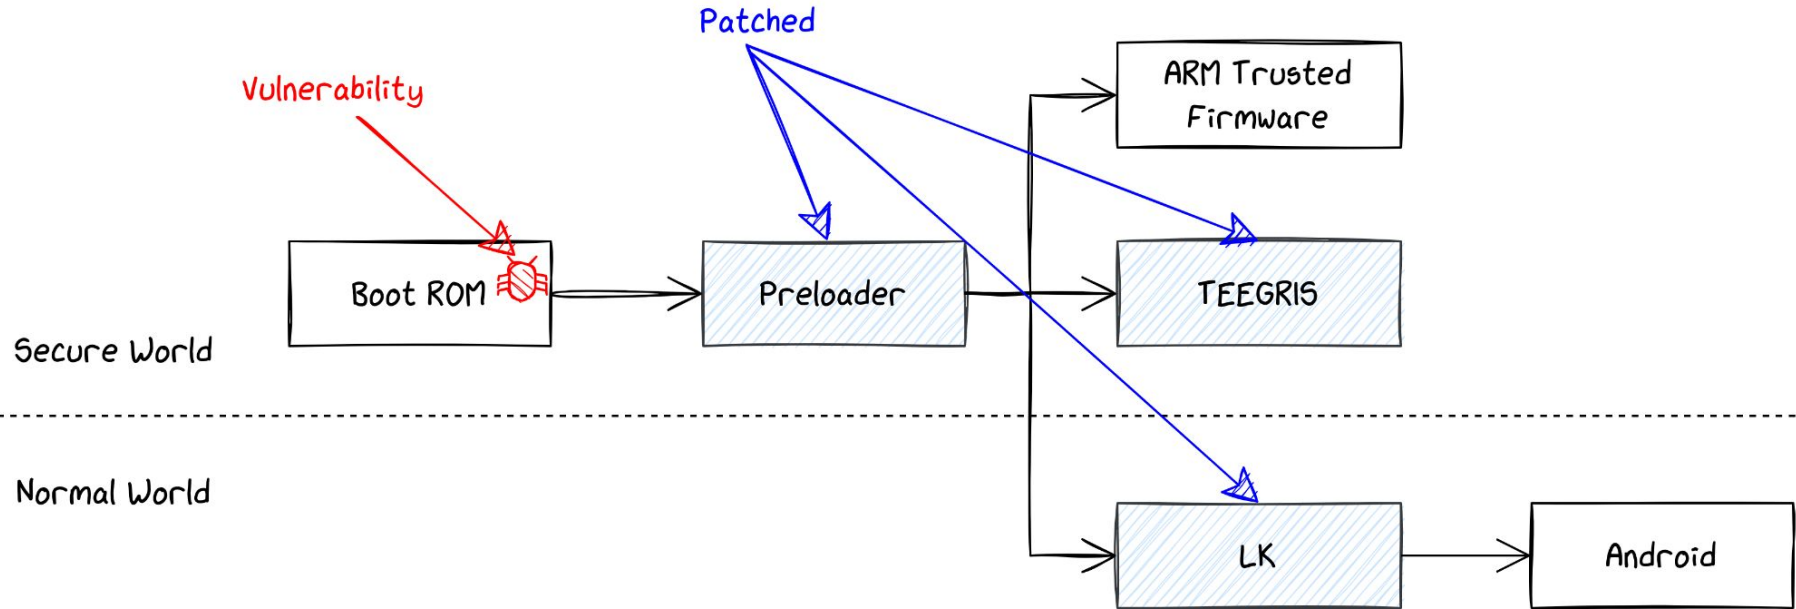 Patched
Vulnerability
ARM Trusted
Firmware
Boot ROM
Preloader
TEEGRIS
Secure World
Normal World
LK
Android